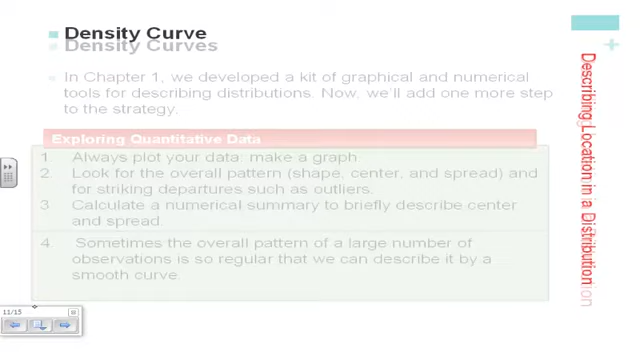 Density Curve
Density Curves
In Chapter 1, we developed a kit of graphical and numerical
tools for describing distributions. Now, we'll add one more step
to the strategy.
Exploring Quantitative Data
1. Always plot your data: make a graph
2. Look for the overall pattern (shape, center, and spread) and
for striking departures such as outliers.
3. Calculate a numerical summary to briefly describe center
and spread.
4. Sometimes the overall pattern of a large number of
observations is so regular that we can describe it by a
smooth curve.
+
Describing Location in a Distribution
11/15